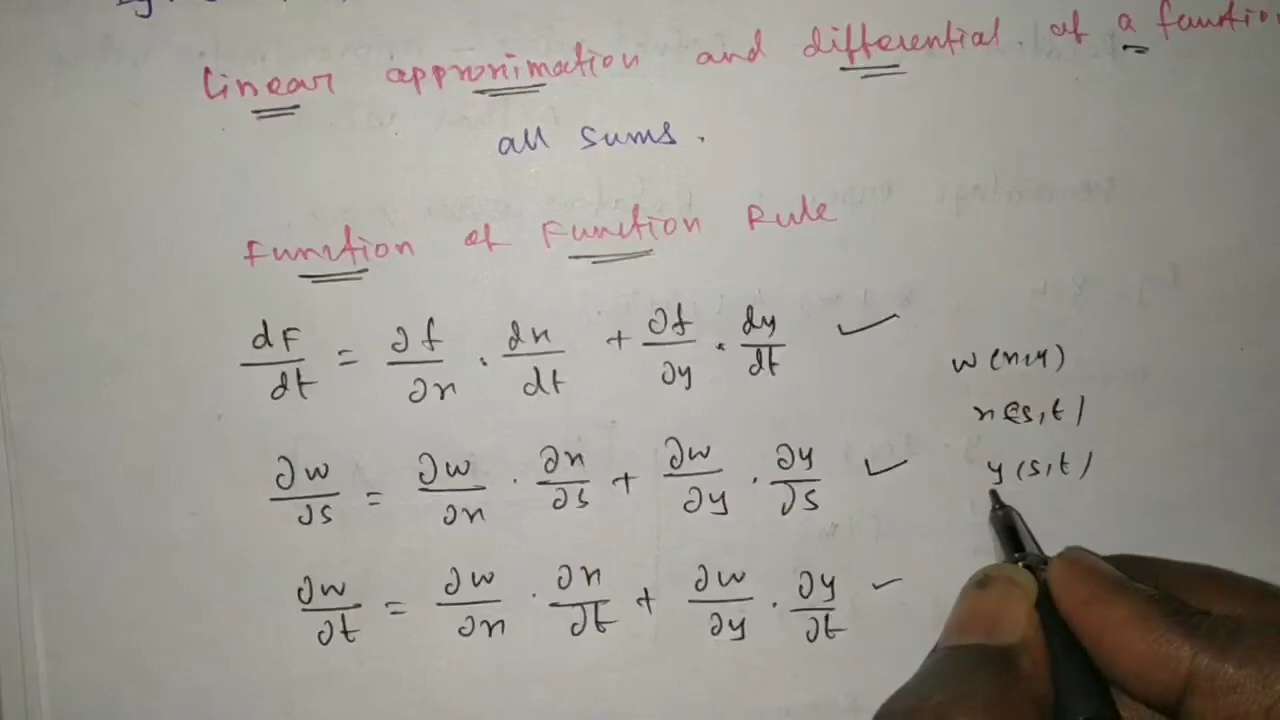 linear approximation and differential of a function
all sums.
Function of Function Rule
dF/dt = ∂f/∂x · dx/dt + ∂f/∂y · dy/dt ✓
w(x,y)
x(s,t)
∂w/∂s = ∂w/∂x · ∂x/∂s + ∂w/∂y · ∂y/∂s ✓
y(s,t)
∂w/∂t = ∂w/∂x · ∂x/∂t + ∂w/∂y · ∂y/∂t ✓